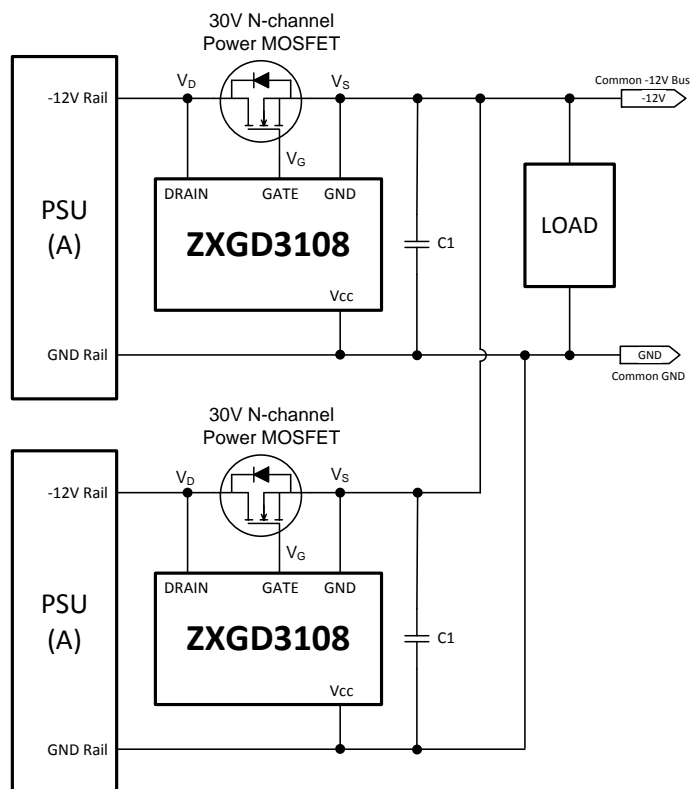 30V N-channel
Power MOSFET
VD
VS
Common -12V Bus
-12V Rail
-12V
VG
DRAIN
GATE
GND
PSU
(A)
ZXGD3108
C1
LOAD
Vcc
GND Rail
GND
Common GND
30V N-channel
Power MOSFET
VD
VS
-12V Rail
VG
DRAIN
GATE
GND
PSU
(A)
ZXGD3108
C1
Vcc
GND Rail